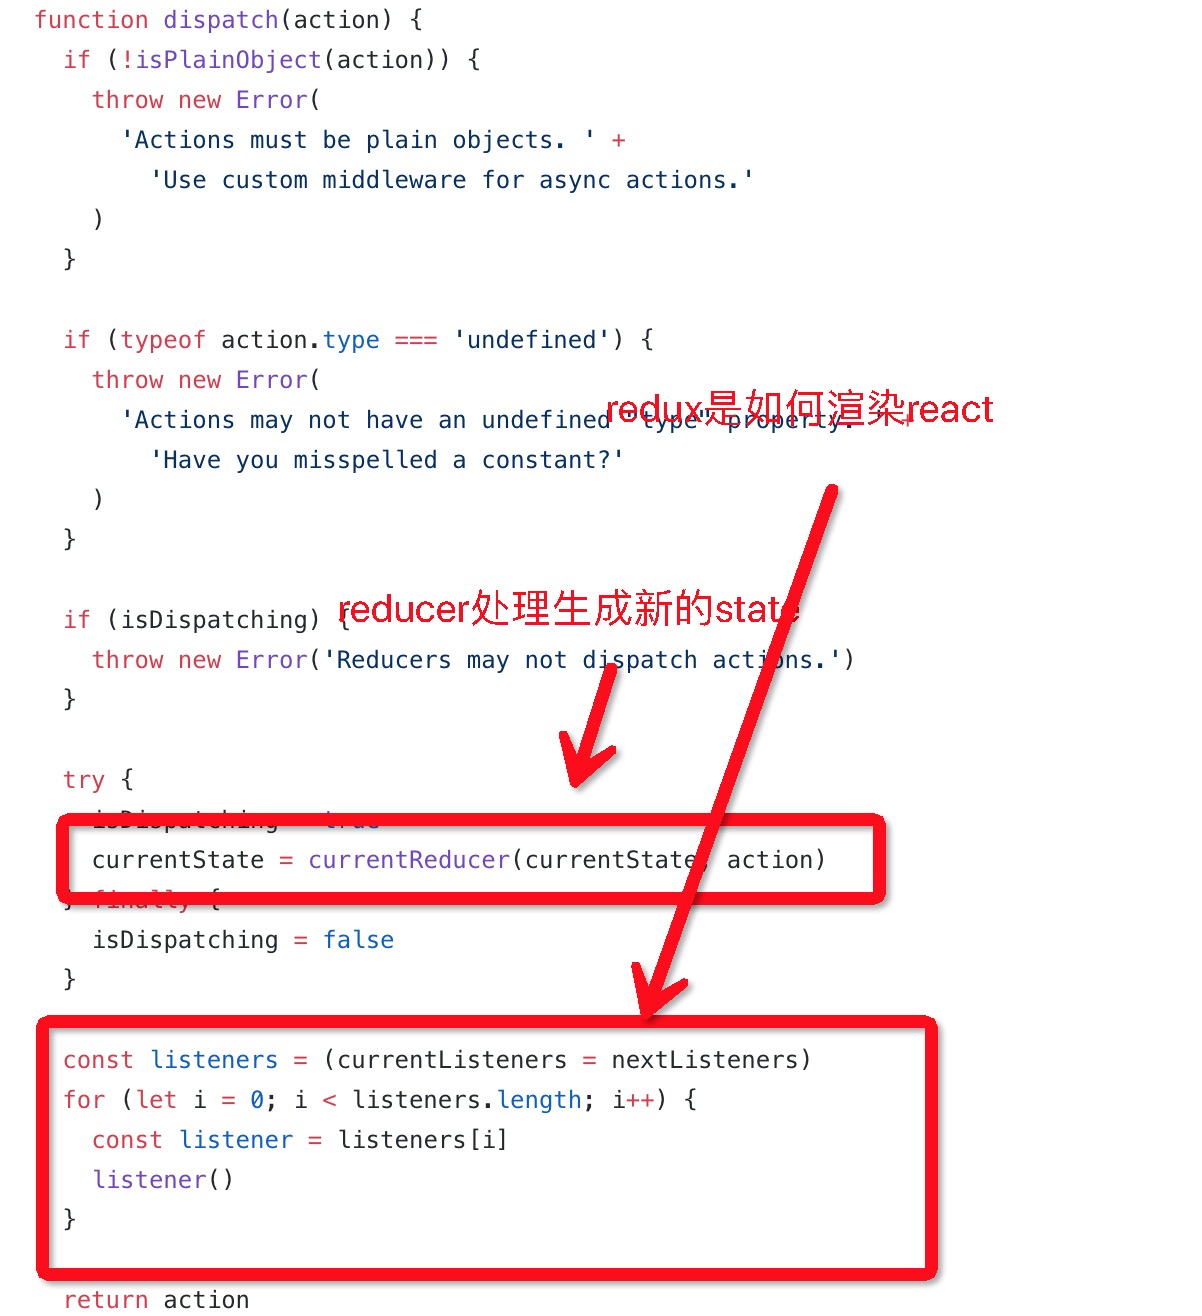 function dispatch(action) {
if (!isPlainObject(action)) {
throw new Error(
'Actions must be plain objects. ' +
'Use custom middleware for async actions.'
)
}
if (typeof action.type === 'undefined') {
throw new Error(
redux是如何渲染react
'Actions may not have an undefined "type" property. ' +
'Have you misspelled a constant?'
)
}
reducer处理生成新的state
if (isDispatching) {
throw new Error('Reducers may not dispatch actions.')
}
try {
isDispatching = true
currentState = currentReducer(currentState, action)
} finally {
isDispatching = false
}
const listeners = (currentListeners = nextListeners)
for (let i = 0; i < listeners.length; i++) {
const listener = listeners[i]
listener()
}
return action